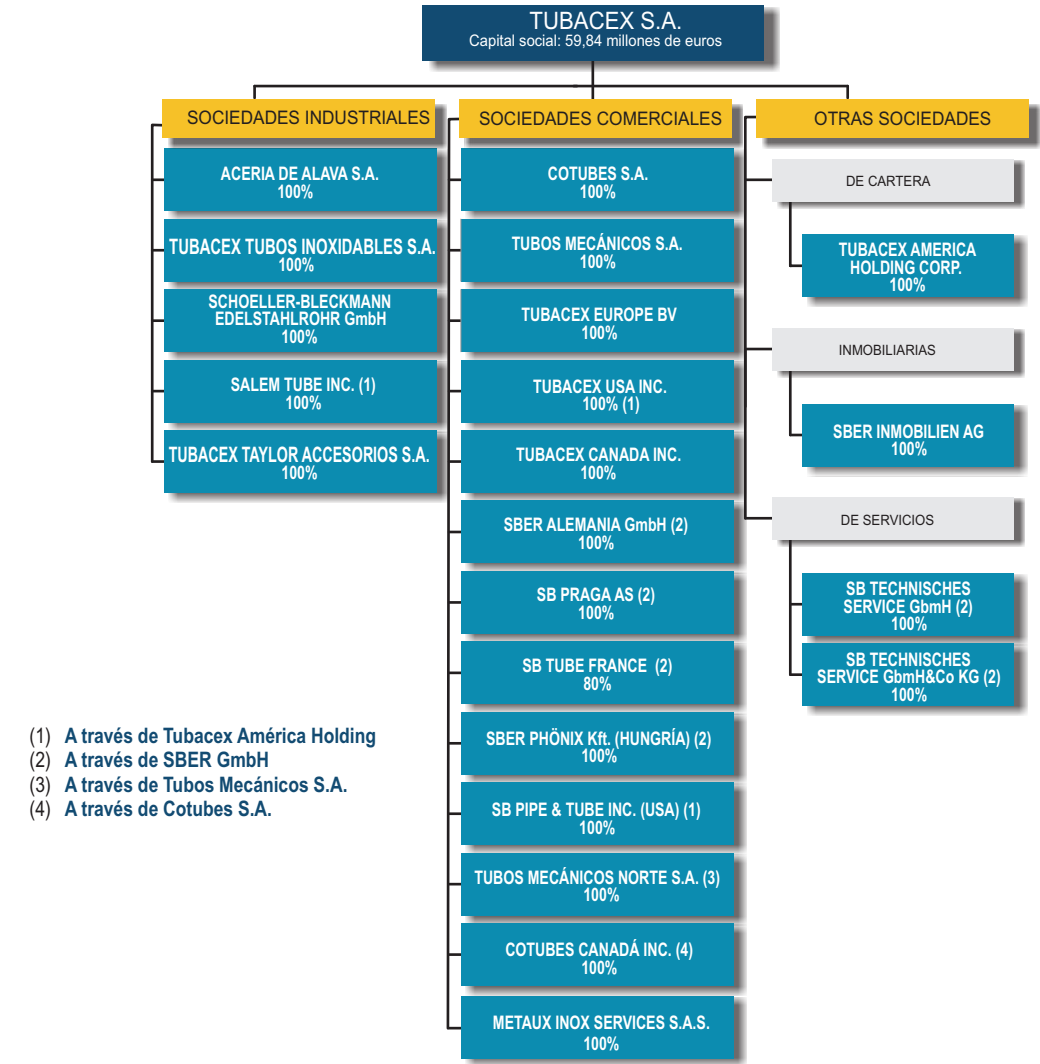 TUBACEX S.A.
Capital social: 59,84 millones de euros
SOCIEDADES INDUSTRIALES
ACERIA DE ALAVA S.A.
100%
TUBACEX TUBOS INOXIDABLES S.A.
100%
SCHOELLER-BLECKMANN
EDELSTAHLROHR GmbH
100%
SALEM TUBE INC. (1)
100%
TUBACEX TAYLOR ACCESORIOS S.A.
100%
SOCIEDADES COMERCIALES
COTUBES S.A.
100%
TUBOS MECÁNICOS S.A.
100%
TUBACEX EUROPE BV
100%
TUBACEX USA INC.
100% (1)
TUBACEX CANADA INC.
100%
SBER ALEMANIA GmbH (2)
100%
SB PRAGA AS (2)
100%
SB TUBE FRANCE (2)
80%
SBER PHÖNIX Kft. (HUNGRÍA) (2)
100%
SB PIPE & TUBE INC. (USA) (1)
100%
TUBOS MECÁNICOS NORTE S.A. (3)
100%
COTUBES CANADÁ INC. (4)
100%
METAUX INOX SERVICES S.A.S.
100%
OTRAS SOCIEDADES
DE CARTERA
TUBACEX AMERICA
HOLDING CORP.
100%
INMOBILIARIAS
SBER INMOBILIEN AG
100%
DE SERVICIOS
SB TECHNISCHES
SERVICE GbmH (2)
100%
SB TECHNISCHES
SERVICE GbmH&Co KG (2)
100%
(1) A través de Tubacex América Holding
(2) A través de SBER GmbH
(3) A través de Tubos Mecánicos S.A.
(4) A través de Cotubes S.A.